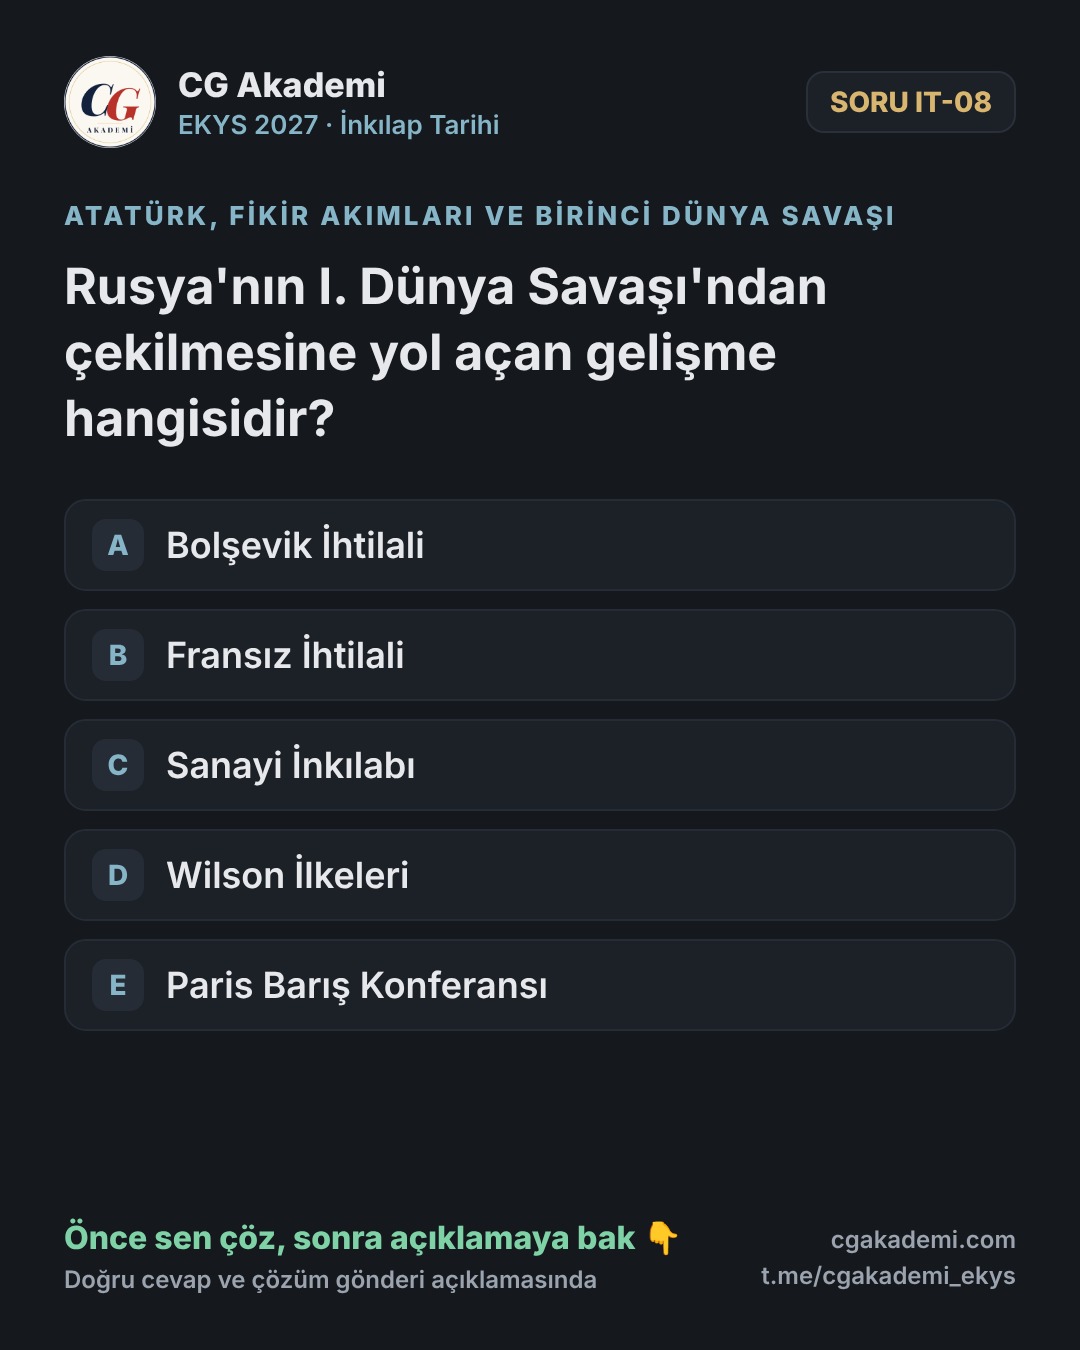 CG
AKADEMİ
CG Akademi
EKYS 2027 · İnkılap Tarihi
SORU IT-08
ATATÜRK, FİKİR AKIMLARI VE BİRİNCİ DÜNYA SAVAŞI
Rusya'nın I. Dünya Savaşı'ndan
çekilmesine yol açan gelişme
hangisidir?
A Bolşevik İhtilali
B Fransız İhtilali
C Sanayi İnkılabı
D Wilson İlkeleri
E Paris Barış Konferansı
Önce sen çöz, sonra açıklamaya bak 👇
Doğru cevap ve çözüm gönderi açıklamasında
cgakademi.com
t.me/cgakademi_ekys